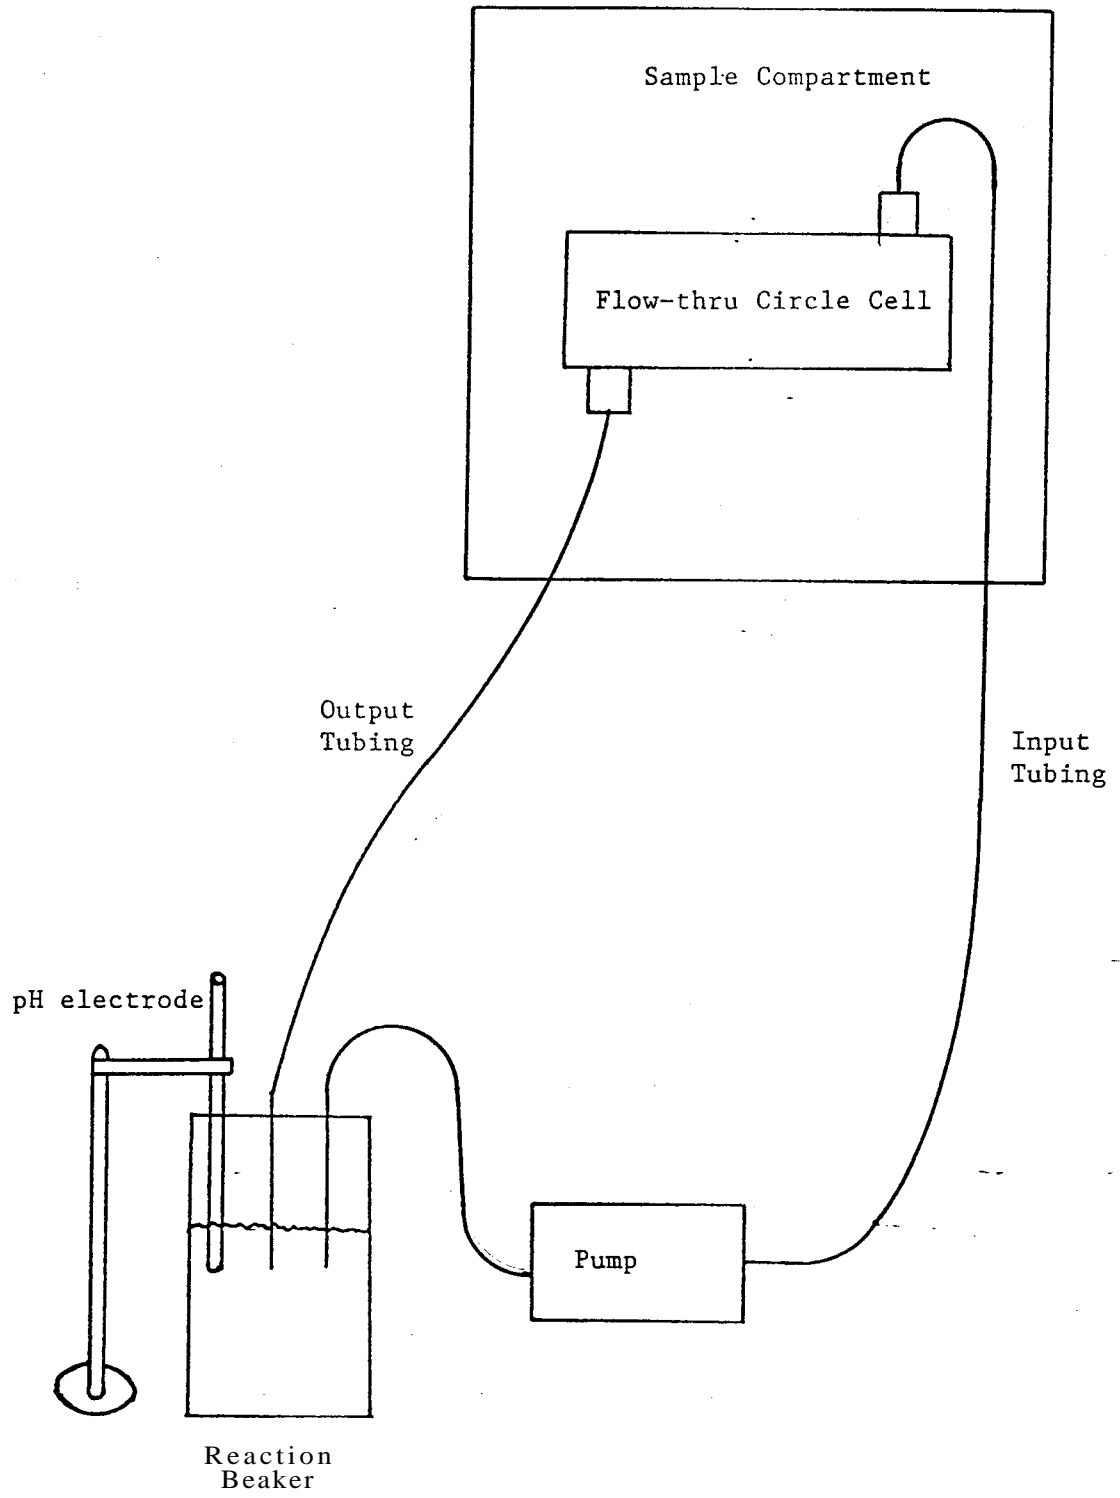 Sample Compartment
Flow-thru Circle Cell
Output
Tubing
Input
Tubing
pH electrode
Pump
Reaction
Beaker